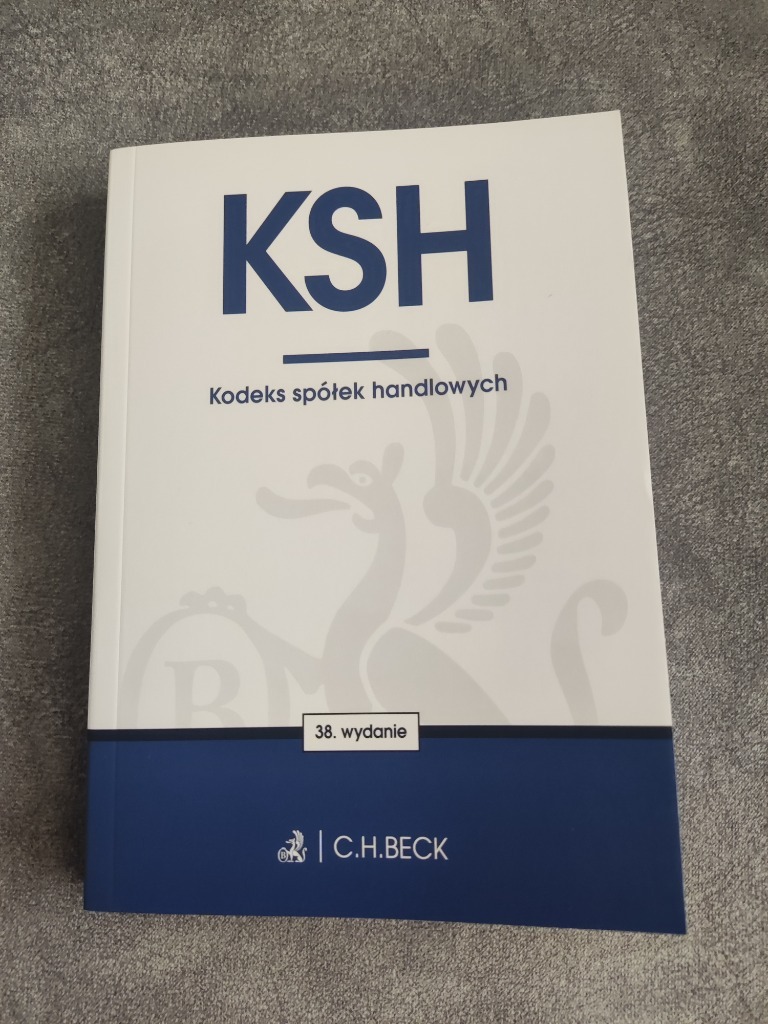 KSH
Kodeks spółek handlowych
B
38. wydanie
B | C.H.BECK